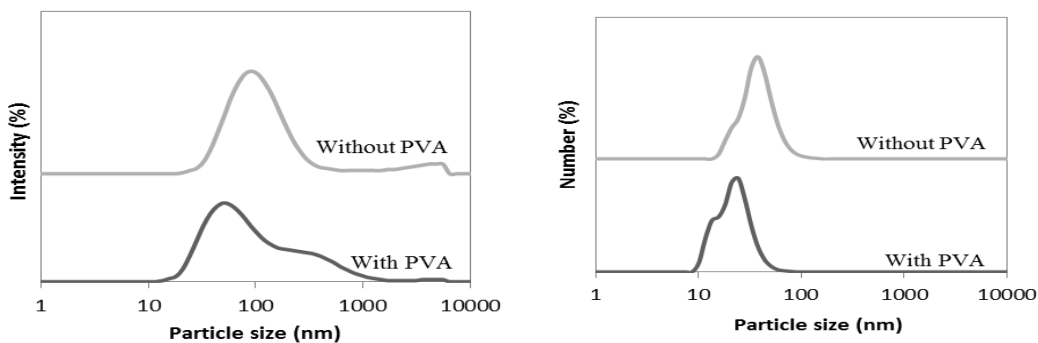 Intensity (%)
Without PVA
With PVA
1 10 100 1000 10000
Particle size (nm)
Number (%)
Without PVA
With PVA
1 10 100 1000 10000
Particle size (nm)